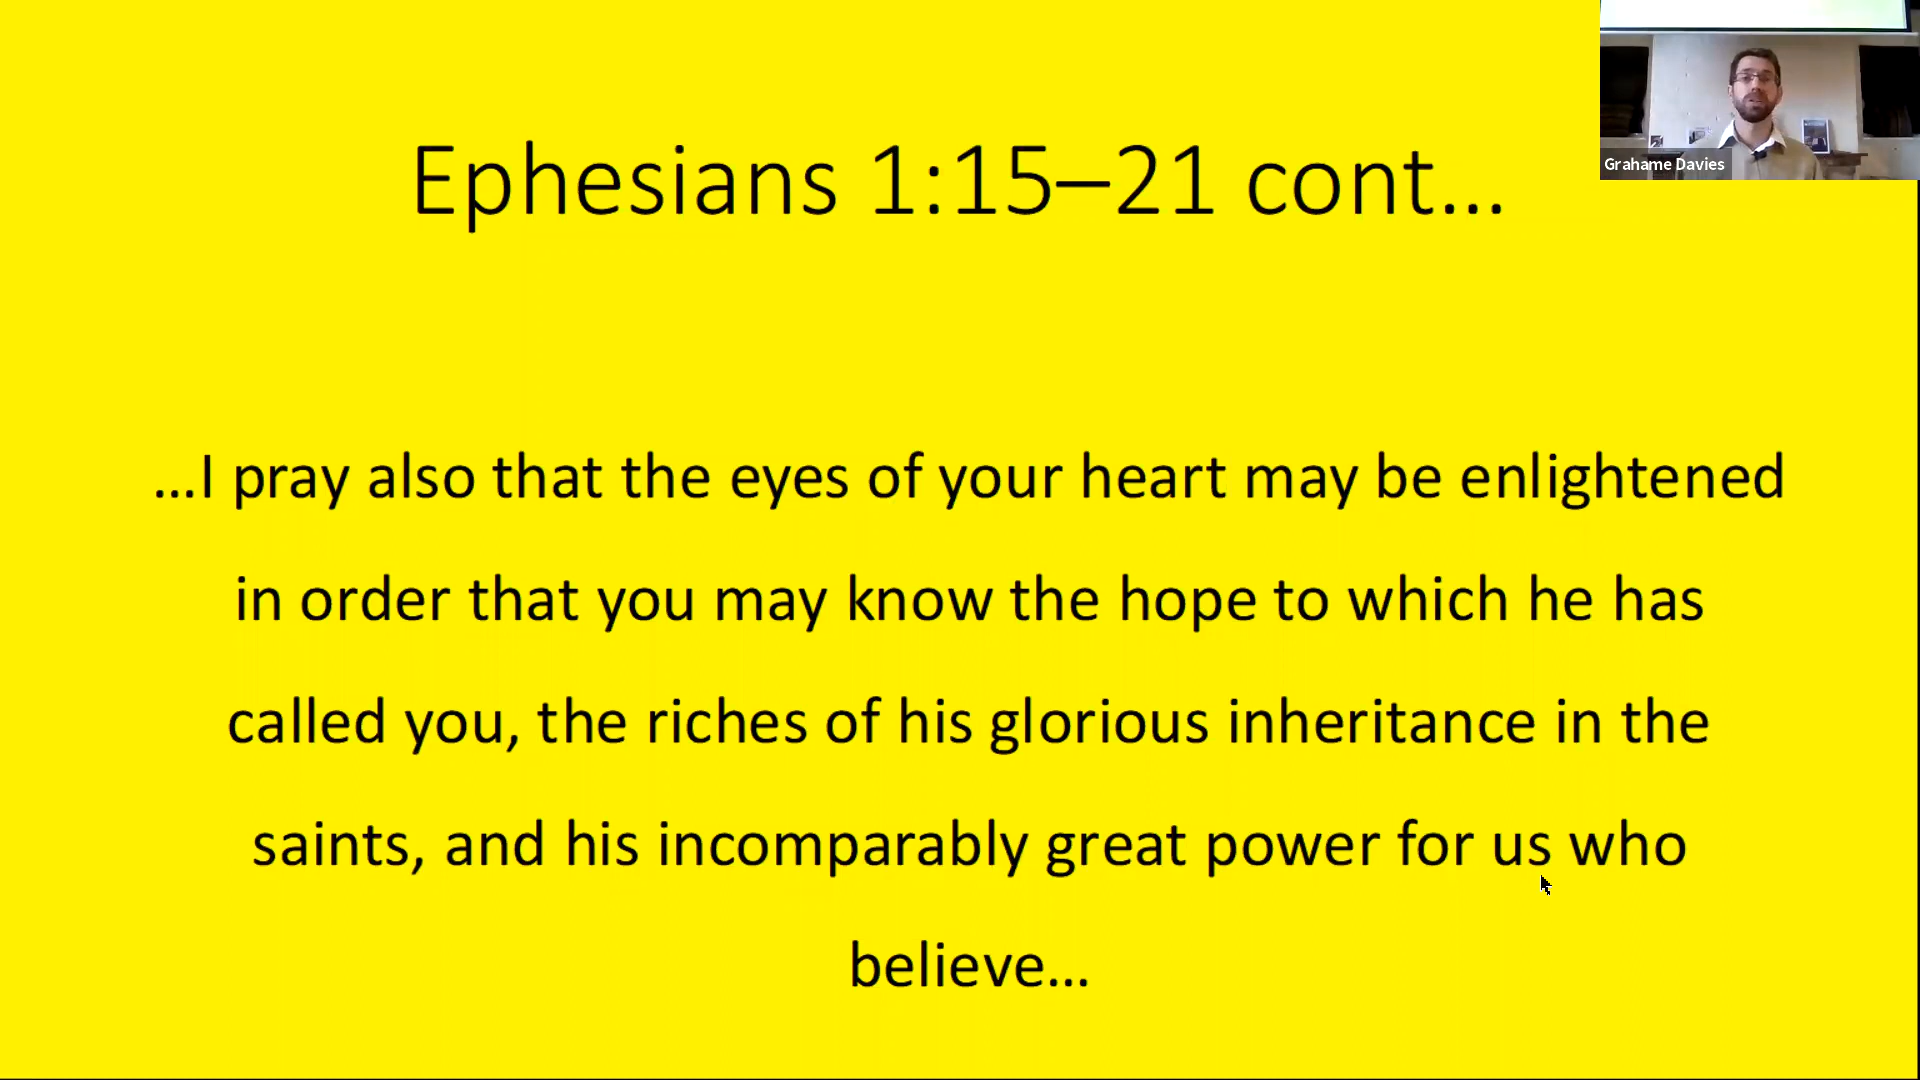 Ephesians 1:15–21 cont...
Grahame Davies
...I pray also that the eyes of your heart may be enlightened
in order that you may know the hope to which he has
called you, the riches of his glorious inheritance in the
saints, and his incomparably great power for us who
believe...